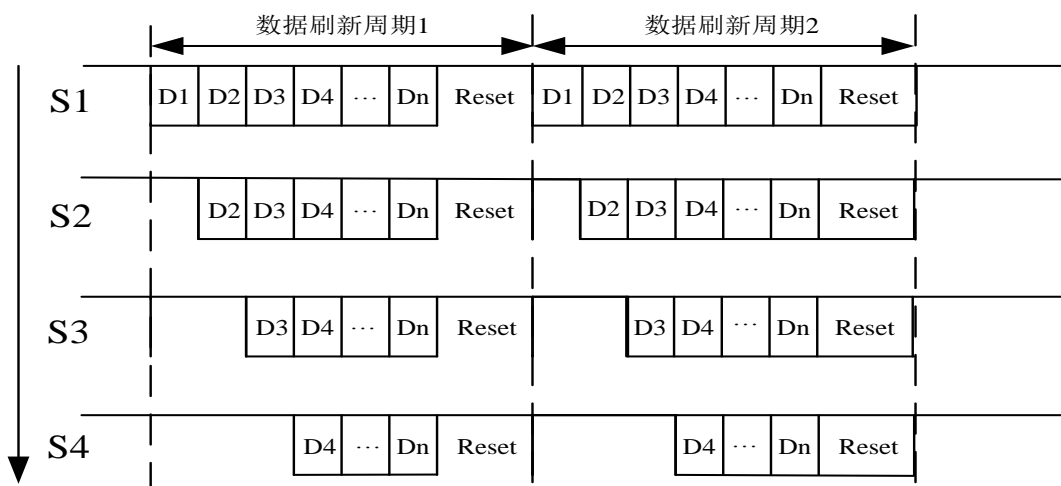 数据刷新周期1 数据刷新周期2
S1 D1 D2 D3 D4 ··· Dn Reset D1 D2 D3 D4 ··· Dn Reset
S2 D2 D3 D4 ··· Dn Reset D2 D3 D4 ··· Dn Reset
S3 D3 D4 ··· Dn Reset D3 D4 ··· Dn Reset
S4 D4 ··· Dn Reset D4 ··· Dn Reset